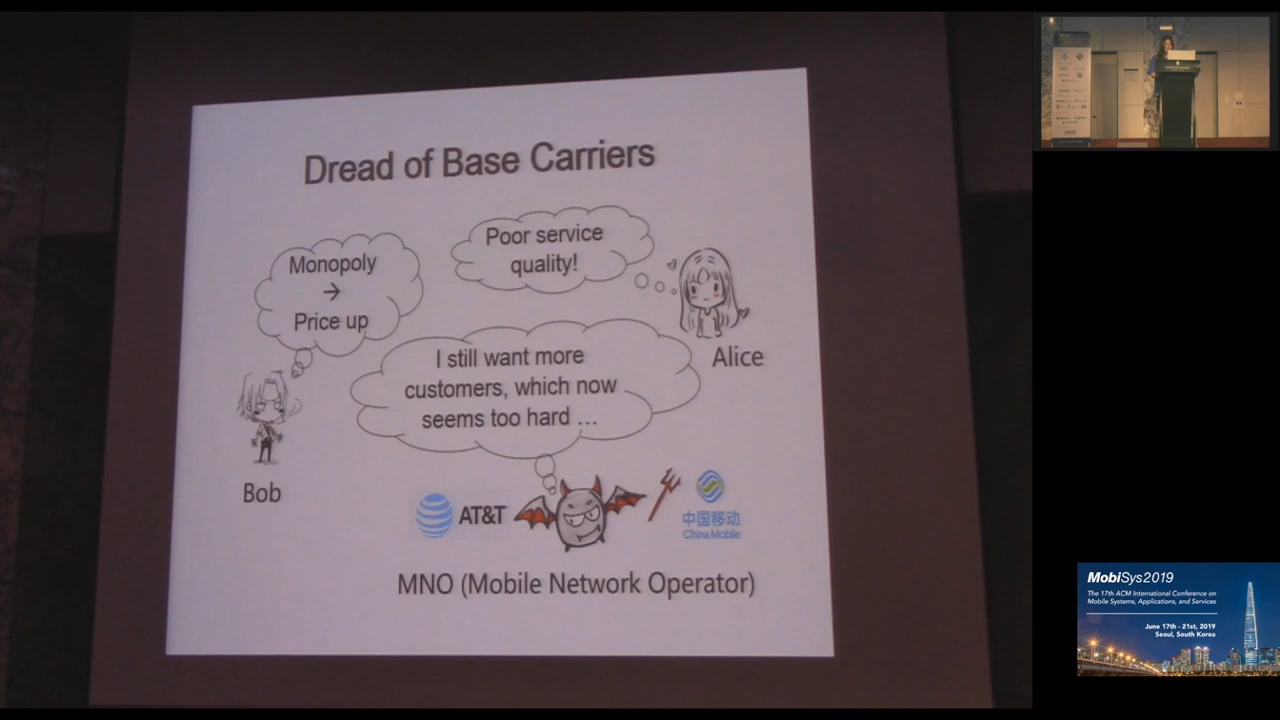 Dread of Base Carriers
Monopoly
→
Price up
Poor service
quality!
I still want more
customers, which now
seems too hard ...
Alice
Bob
AT&T
中国移动
China Mobile
MNO (Mobile Network Operator)
MobiSys2019
The 17th ACM International Conference on
Mobile Systems, Applications, and Services
June 17th - 21st, 2019
Seoul, South Korea